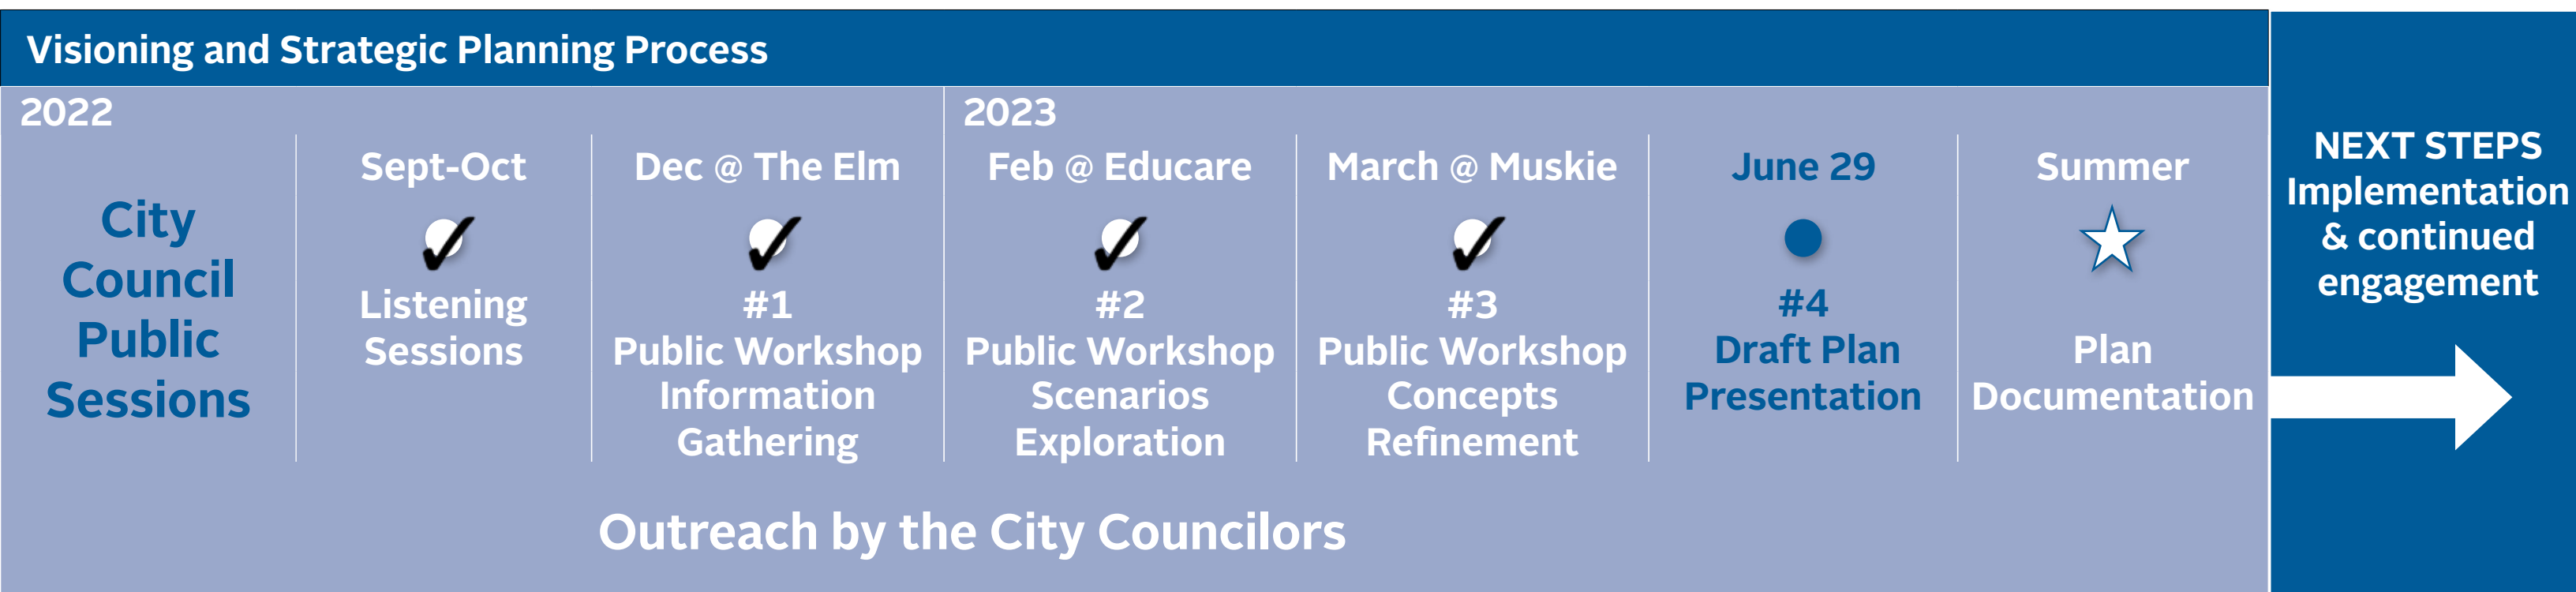 Visioning and Strategic Planning Process
2022
City
Council
Public
Sessions
Sept-Oct
Listening
Sessions
Dec @ The Elm
#1
Public Workshop
Information
Gathering
2023
Feb @ Educare
#2
Public Workshop
Scenarios
Exploration
March @ Muskie
#3
Public Workshop
Concepts
Refinement
June 29
#4
Draft Plan
Presentation
Summer
Plan
Documentation
Outreach by the City Councilors
NEXT STEPS
Implementation
& continued
engagement